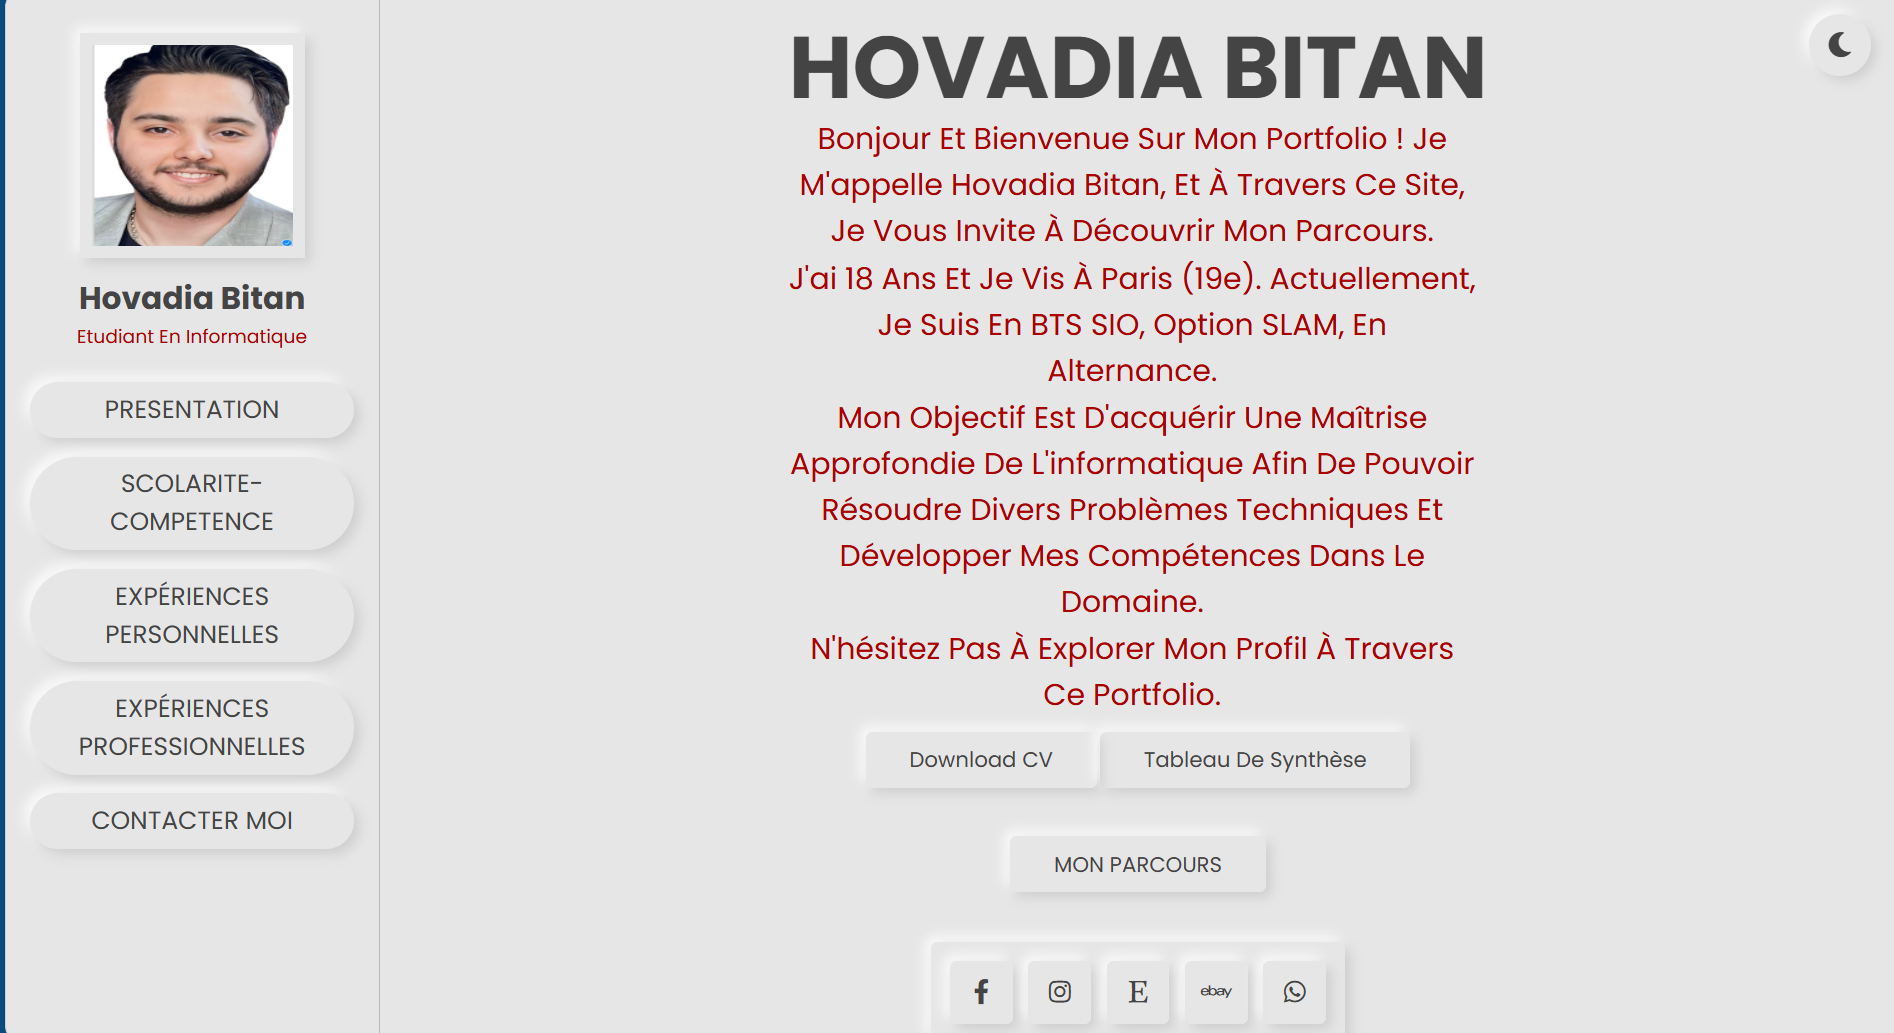 Hovadia Bitan
Etudiant En Informatique
PRESENTATION
SCOLARITE-
COMPETENCE
EXPÉRIENCES
PERSONNELLES
EXPÉRIENCES
PROFESSIONNELLES
CONTACTER MOI
HOVADIA BITAN
Bonjour Et Bienvenue Sur Mon Portfolio ! Je
M'appelle Hovadia Bitan, Et À Travers Ce Site,
Je Vous Invite À Découvrir Mon Parcours.
J'ai 18 Ans Et Je Vis À Paris (19e). Actuellement,
Je Suis En BTS SIO, Option SLAM, En
Alternance.
Mon Objectif Est D'acquérir Une Maîtrise
Approfondie De L'informatique Afin De Pouvoir
Résoudre Divers Problèmes Techniques Et
Développer Mes Compétences Dans Le
Domaine.
N'hésitez Pas À Explorer Mon Profil À Travers
Ce Portfolio.
Download CV Tableau De Synthèse
MON PARCOURS
f E ebay